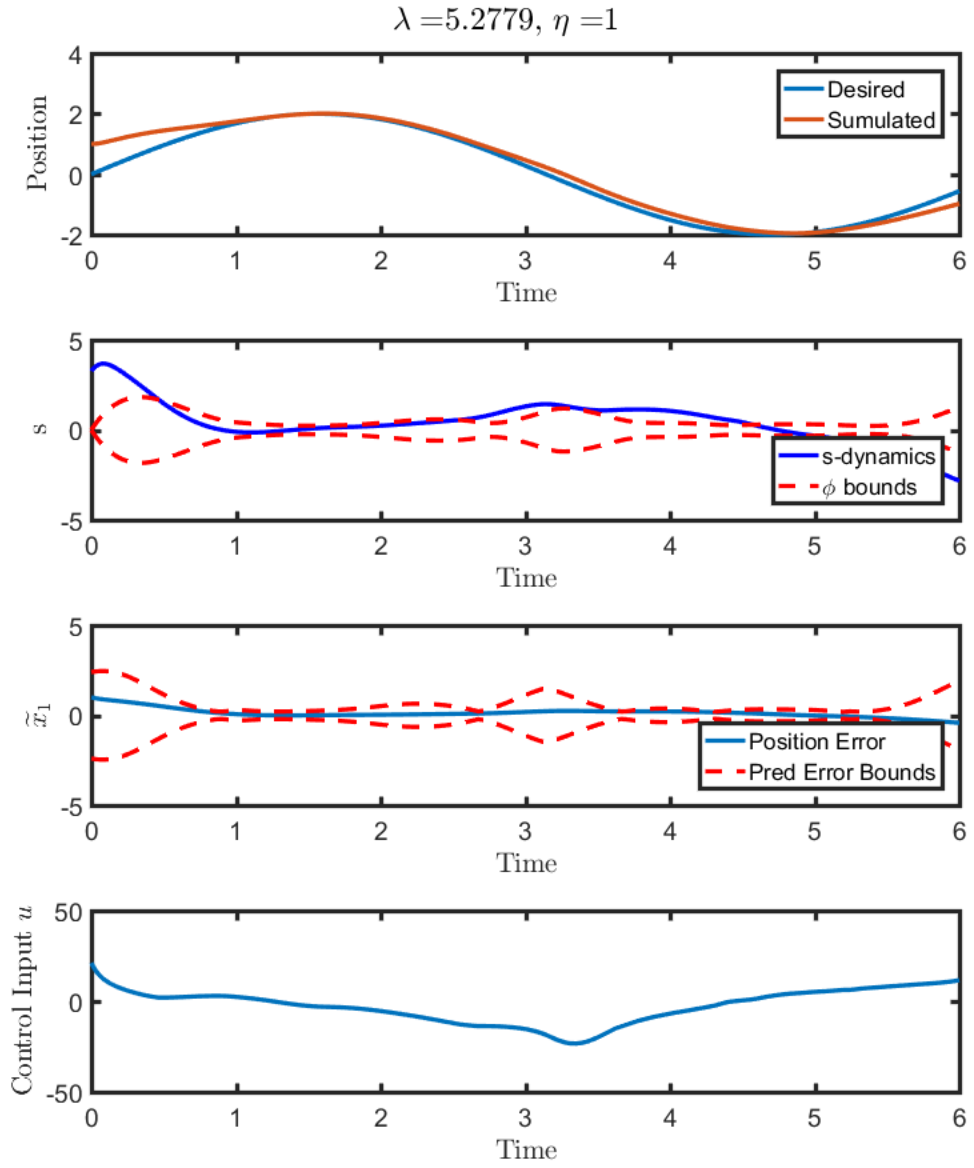 λ =5.2779, η =1
4
2
0
-2
Position
Desired
Sumulated
0 1 2 3 4 5 6
Time
5
0
-5
s
s-dynamics
ϕ bounds
0 1 2 3 4 5 6
Time
5
0
-5
x̃₁
Position Error
Pred Error Bounds
0 1 2 3 4 5 6
Time
50
0
-50
Control Input u
0 1 2 3 4 5 6
Time